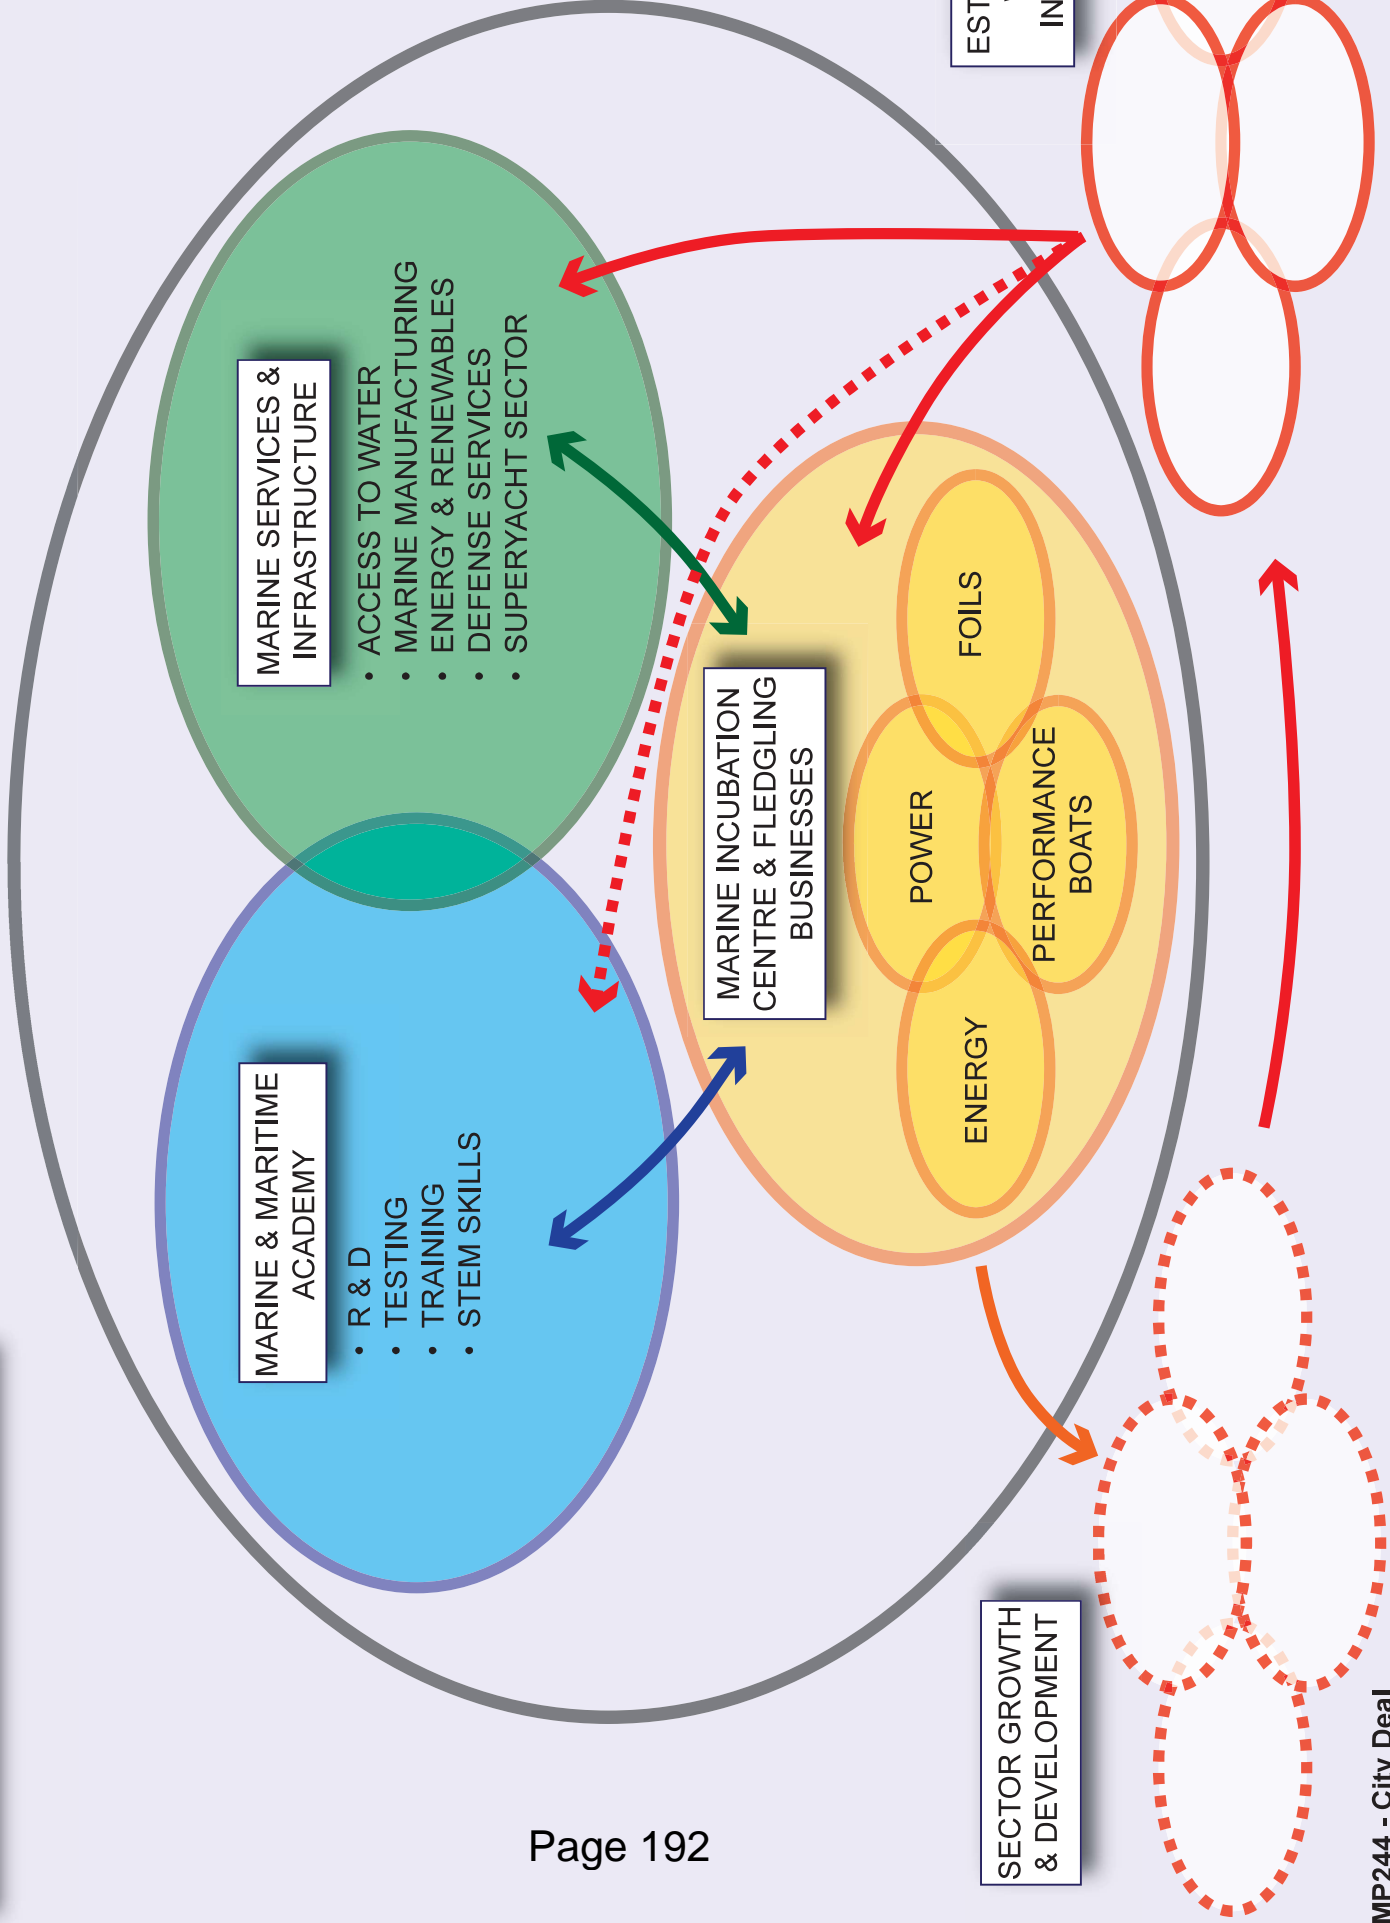 MARINE & MARITIME
ACADEMY
• R & D
• TESTING
• TRAINING
• STEM SKILLS
MARINE SERVICES &
INFRASTRUCTURE
• ACCESS TO WATER
• MARINE MANUFACTURING
• ENERGY & RENEWABLES
• DEFENSE SERVICES
• SUPERYACHT SECTOR
MARINE INCUBATION
CENTRE & FLEDGLING
BUSINESSES
ENERGY
POWER
PERFORMANCE
BOATS
FOILS
SECTOR GROWTH
& DEVELOPMENT
EST
IN
MP244 - City Deal
Page 192